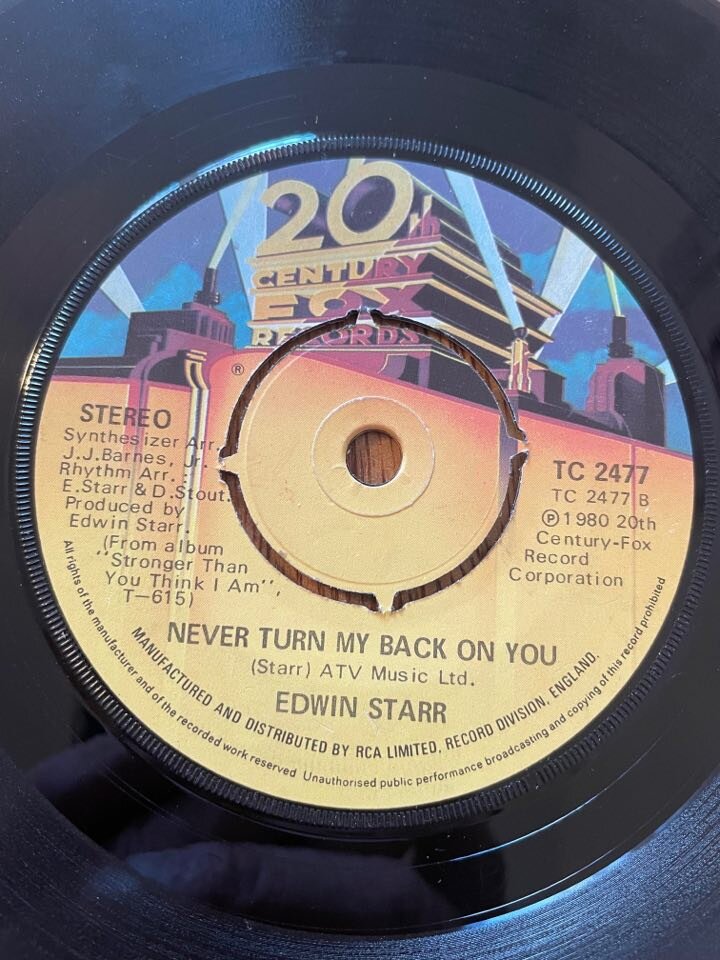 20th
CENTURY
FOX
RECORDS
®
STEREO
Synthesizer Arr.
J.J.Barnes, Jr.
Rhythm Arr.
E.Starr & D.Stout.
Produced by
Edwin Starr.
(From album
"Stronger Than
You Think I Am",
T-615)
TC 2477
TC 2477 B
℗ 1980 20th
Century-Fox
Record
Corporation
NEVER TURN MY BACK ON YOU
(Starr) ATV Music Ltd.
EDWIN STARR
MANUFACTURED AND DISTRIBUTED BY RCA LIMITED, RECORD DIVISION, ENGLAND.
All rights of the manufacturer and of the recorded work reserved Unauthorised public performance broadcasting and copying of this record prohibited